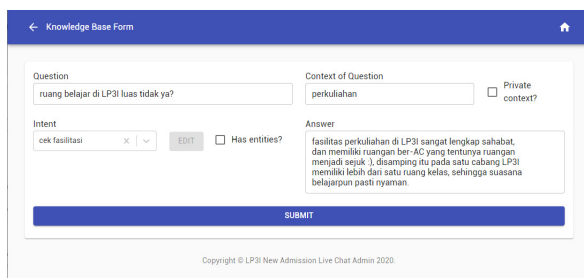 Knowledge Base Form
Question
ruang belajar di LP3I luas tidak ya?
Context of Question
perkuliahan
Private
context?
Intent
cek fasilitasi
X
EDIT
Has entities?
Answer
fasilitas perkuliahan di LP3I sangat lengkap sahabat,
dan memiliki ruangan ber-AC yang tentunya ruangan
menjadi sejuk :), disamping itu pada satu cabang LP3I
memiliki lebih dari satu ruang kelas, sehingga suasana
belajarpun pasti nyaman.
SUBMIT
Copyright © LP3I New Admission Live Chat Admin 2020.